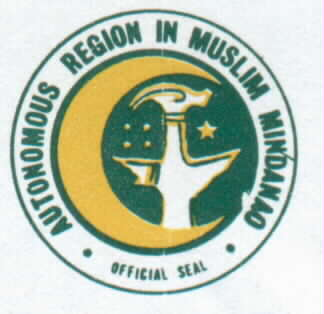 AUTONOMOUS REGION IN MUSLIM MINDANAO
OFFICIAL SEAL